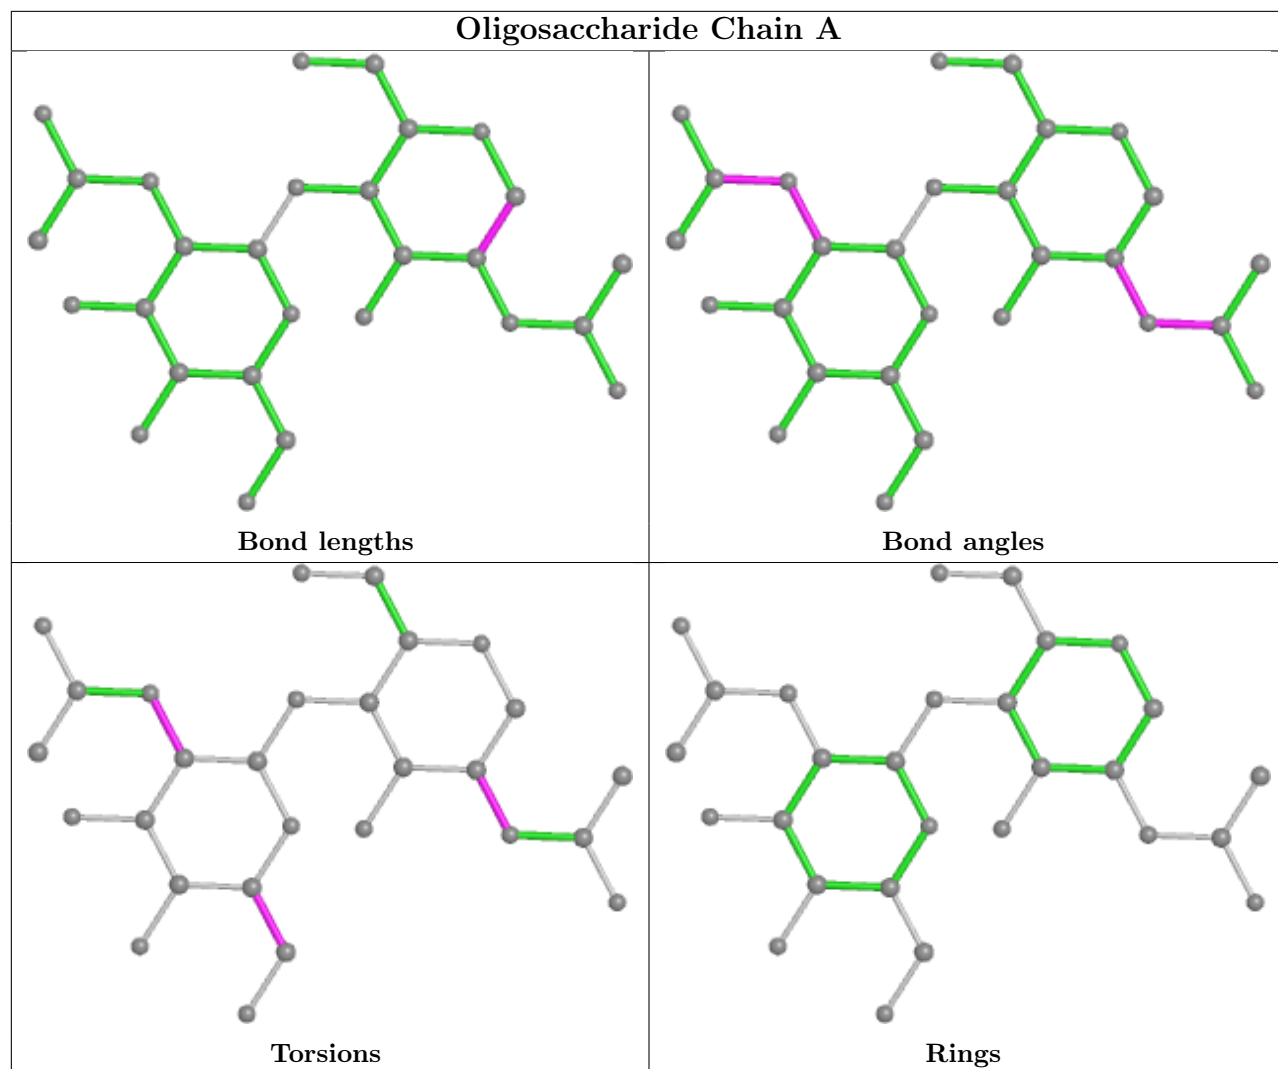 Oligosaccharide Chain A
Bond lengths
Bond angles
Torsions
Rings